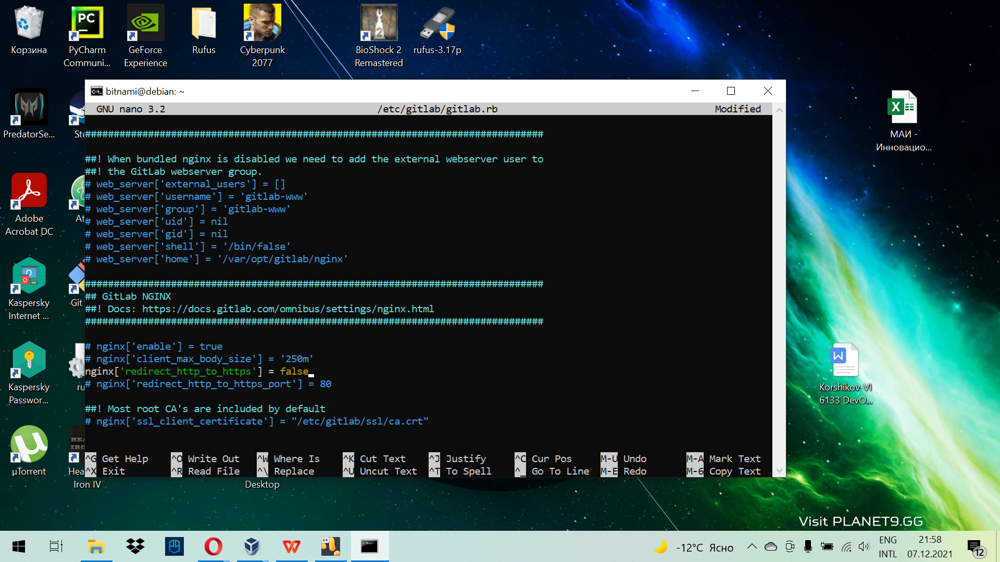 Корзина
PyCharm
Communi...
GeForce
Experience
Rufus
Cyberpunk
2077
BioShock 2
Remastered
rufus-3.17p
PredatorSe...
Ste
Adobe
Acrobat DC
At
Kaspersky
Internet ...
Git
Kaspersky
Passwor...
ru
µTorrent
Hea
Iron IV
Desktop
МАИ -
Инновацио...
Korshikov-VI
6133 DevO...
bitnami@debian: ~
GNU nano 3.2 /etc/gitlab/gitlab.rb Modified
################################################################################
##! When bundled nginx is disabled we need to add the external webserver user to
##! the GitLab webserver group.
# web_server['external_users'] = []
# web_server['username'] = 'gitlab-www'
# web_server['group'] = 'gitlab-www'
# web_server['uid'] = nil
# web_server['gid'] = nil
# web_server['shell'] = '/bin/false'
# web_server['home'] = '/var/opt/gitlab/nginx'
################################################################################
## GitLab NGINX
##! Docs: https://docs.gitlab.com/omnibus/settings/nginx.html
################################################################################
# nginx['enable'] = true
# nginx['client_max_body_size'] = '250m'
nginx['redirect_http_to_https'] = false
# nginx['redirect_http_to_https_port'] = 80
##! Most root CA's are included by default
# nginx['ssl_client_certificate'] = "/etc/gitlab/ssl/ca.crt"
^G Get Help ^O Write Out ^W Where Is ^K Cut Text ^J Justify ^C Cur Pos M-U Undo M-A Mark Text
^X Exit ^R Read File ^\ Replace ^U Uncut Text ^T To Spell ^_ Go To Line M-E Redo M-6 Copy Text
Visit PLANET9.GG
-12°C Ясно
ENG
INTL
21:58
07.12.2021
12